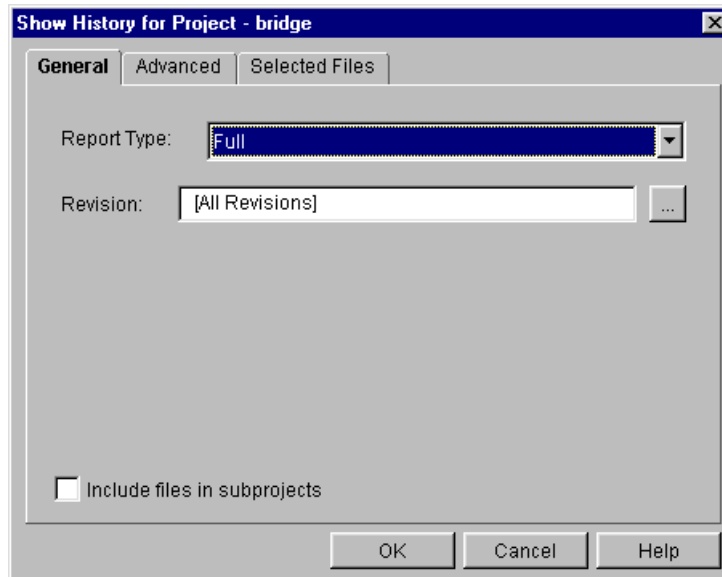 Show History for Project - bridge
General Advanced Selected Files
Report Type: Full
Revision: [All Revisions] ...
Include files in subprojects
OK Cancel Help